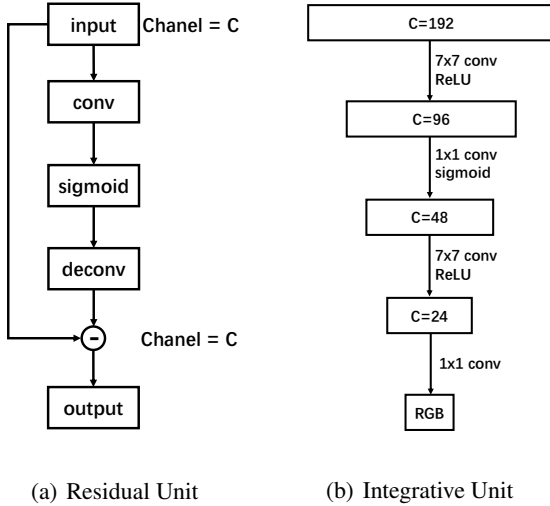 input
Chanel = C
conv
sigmoid
deconv
-
Chanel = C
output
(a) Residual Unit
C=192
7x7 conv
ReLU
C=96
1x1 conv
sigmoid
C=48
7x7 conv
ReLU
C=24
1x1 conv
RGB
(b) Integrative Unit